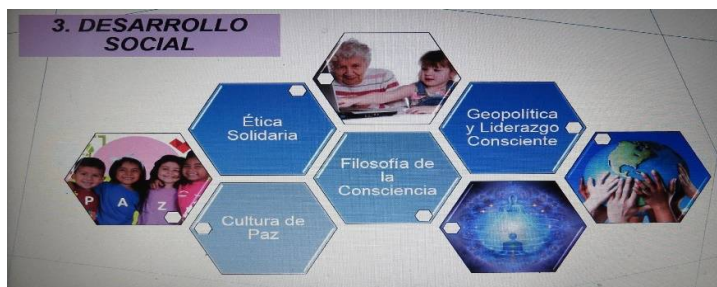 3. DESARROLLO
SOCIAL
Ética
Solidaria
Geopolítica
y Liderazgo
Consciente
Filosofía de
la
Consciencia
P A Z
Cultura de
Paz